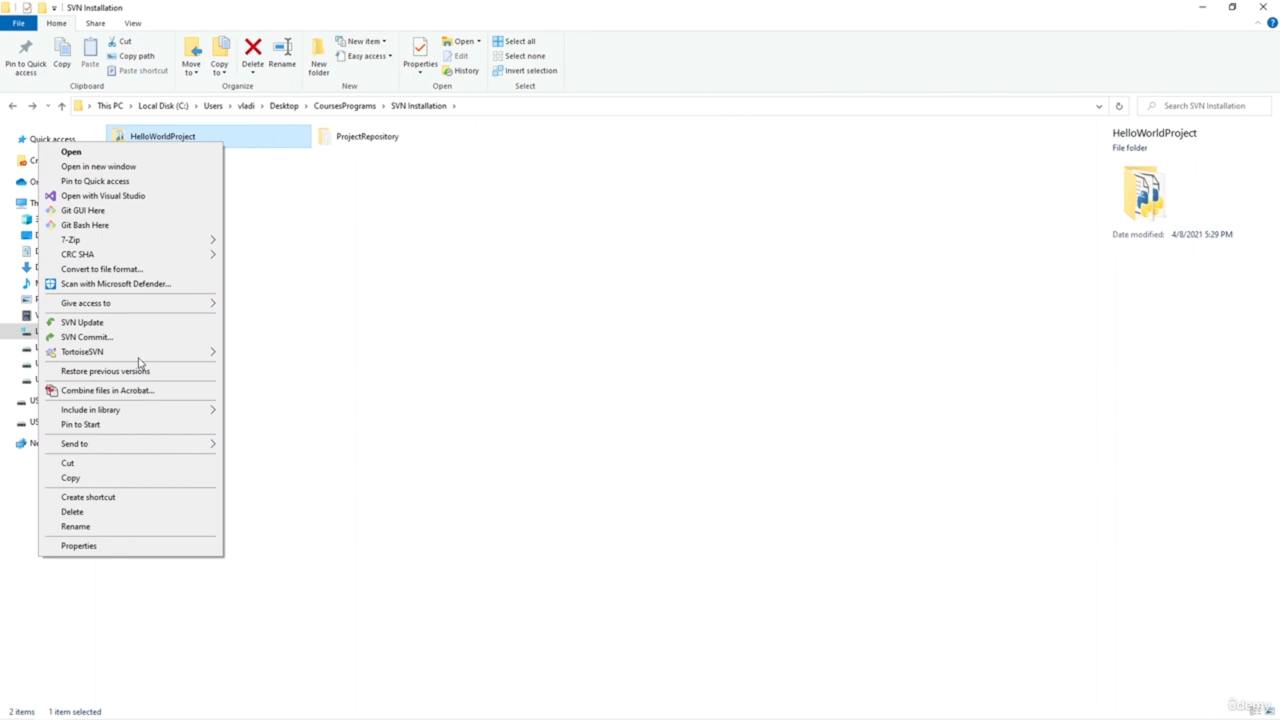 SVN Installation
File
Home
Share
View
Pin to Quick access
Copy
Paste
Cut
Copy path
Paste shortcut
Clipboard
Move to
Copy to
Delete
Rename
Organize
New folder
New item
Easy access
New
Properties
Open
Edit
History
Open
Select all
Select none
Invert selection
Select
This PC > Local Disk (C:) > Users > vladi > Desktop > CoursesPrograms > SVN Installation >
Search SVN Installation
Quick access
HelloWorldProject
ProjectRepository
HelloWorldProject
File folder
Date modified: 4/8/2021 5:29 PM
Open
Open in new window
Pin to Quick access
Open with Visual Studio
Git GUI Here
Git Bash Here
7-Zip
CRC SHA
Convert to file format...
Scan with Microsoft Defender...
Give access to
SVN Update
SVN Commit...
TortoiseSVN
Restore previous versions
Combine files in Acrobat...
Include in library
Pin to Start
Send to
Cut
Copy
Create shortcut
Delete
Rename
Properties
2 items
1 item selected
ûdemy